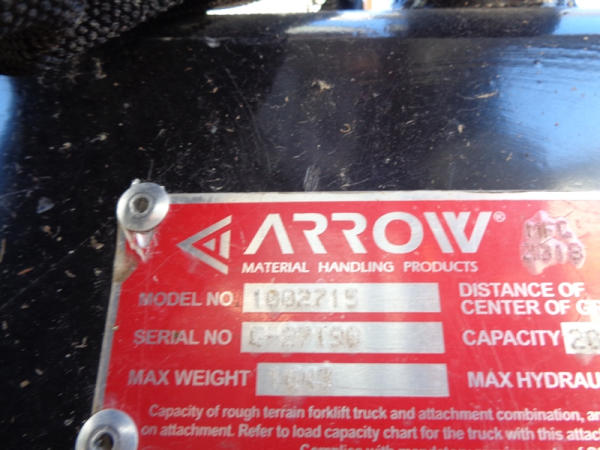 ARROW®
MFG
2018
MATERIAL HANDLING PRODUCTS
MODEL NO 1002715
DISTANCE OF
CENTER OF
SERIAL NO C-27190
CAPACITY 20
MAX WEIGHT
MAX HYDRAU
Capacity of rough terrain forklift truck and attachment combination, an
on attachment. Refer to load capacity chart for the truck with this attac